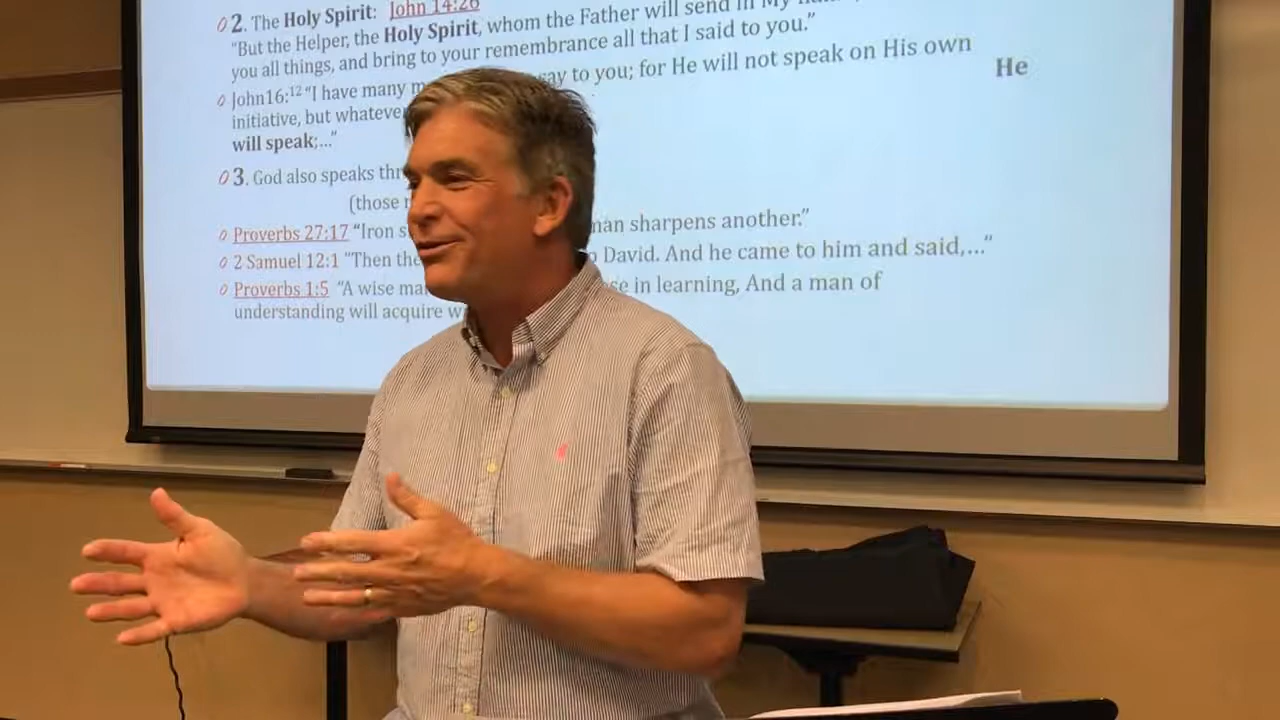 2. The Holy Spirit: John 14:26
“But the Helper, the Holy Spirit, whom the Father will send in My
you all things, and bring to your remembrance all that I said to you.”
John16:12 “I have many say to you; for He will not speak on His own
initiative, but whatever He
will speak;...”
3. God also speaks
(those
Proverbs 27:17 “Iron man sharpens another.”
2 Samuel 12:1 “Then the David. And he came to him and said,...”
Proverbs 1:5 “A wise in learning, And a man of
understanding will acquire